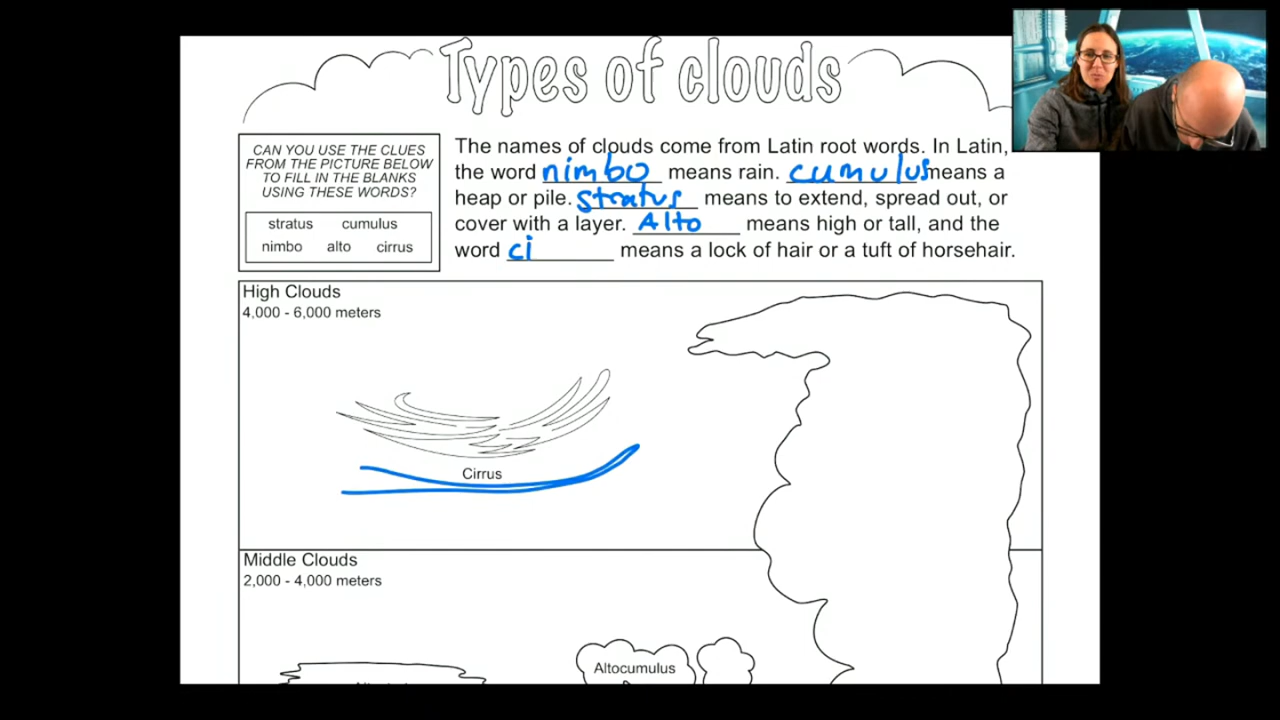 Types of clouds
CAN YOU USE THE CLUES
FROM THE PICTURE BELOW
TO FILL IN THE BLANKS
USING THESE WORDS?
stratus cumulus
nimbo alto cirrus
The names of clouds come from Latin root words. In Latin,
the word nimbo means rain. cumulus means a
heap or pile. stratus means to extend, spread out, or
cover with a layer. Alto means high or tall, and the
word ci means a lock of hair or a tuft of horsehair.
High Clouds
4,000 - 6,000 meters
Cirrus
Middle Clouds
2,000 - 4,000 meters
Altocumulus